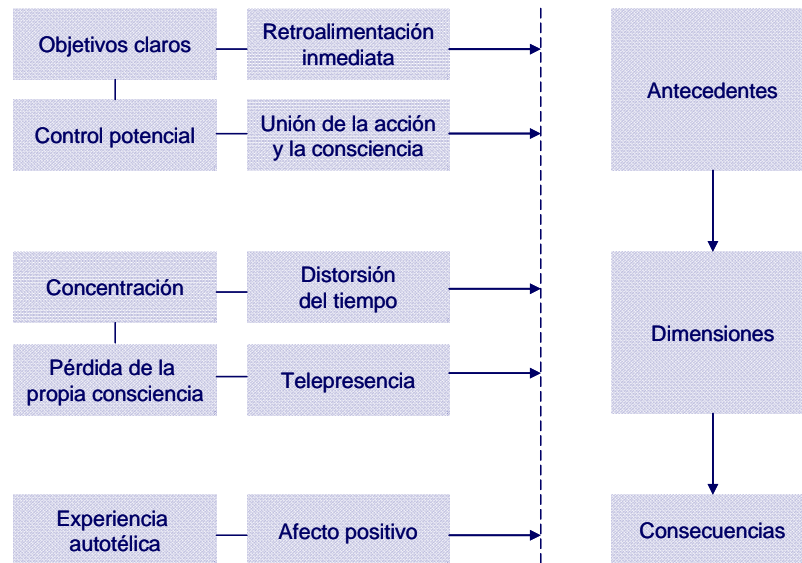 Objetivos claros
Retroalimentación
inmediata
Antecedentes
Control potencial
Unión de la acción
y la consciencia
Concentración
Distorsión
del tiempo
Dimensiones
Pérdida de la
propia consciencia
Telepresencia
Experiencia
autotélica
Afecto positivo
Consecuencias